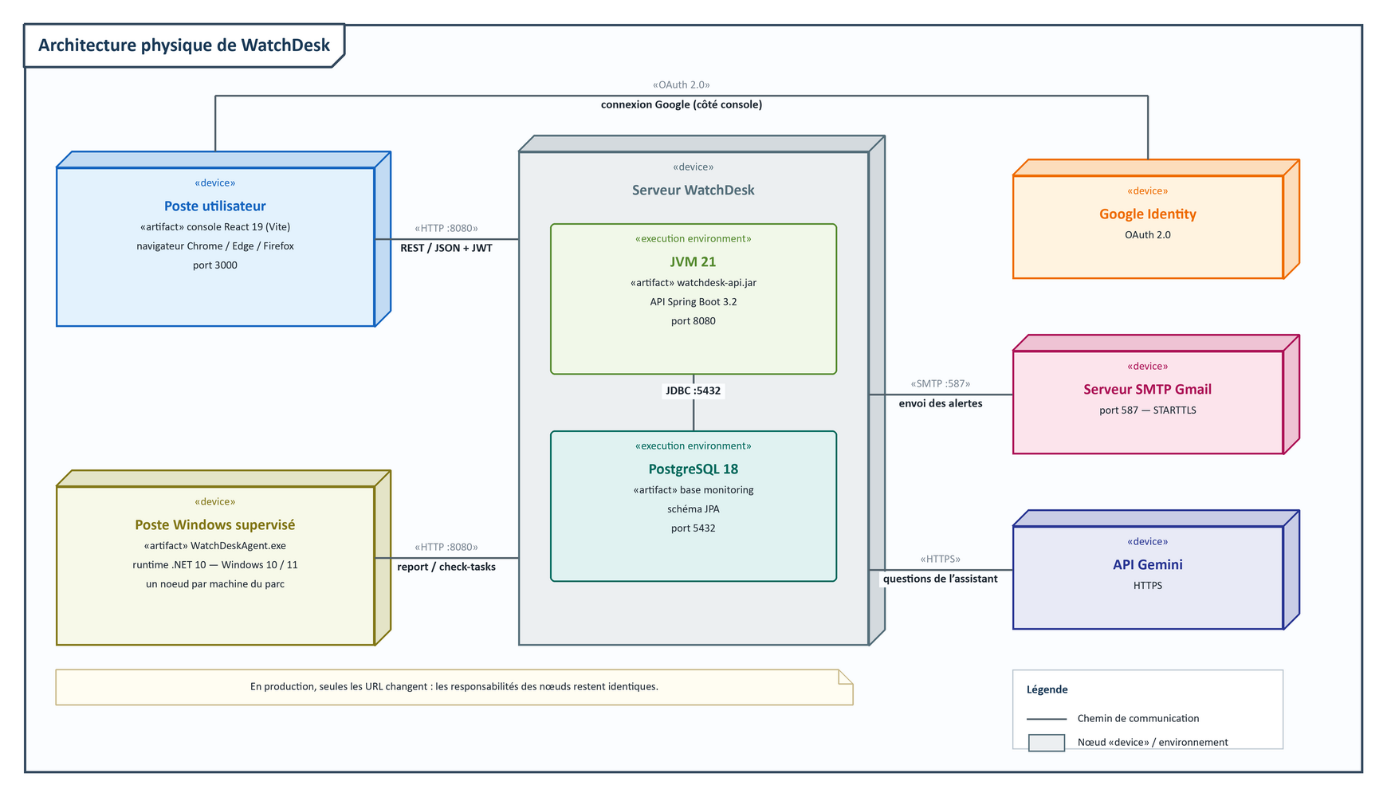 Architecture physique de WatchDesk
«OAuth 2.0»
connexion Google (côté console)
«device»
Poste utilisateur
«artifact» console React 19 (Vite)
navigateur Chrome / Edge / Firefox
port 3000
«HTTP :8080»
REST / JSON + JWT
«device»
Serveur WatchDesk
«execution environment»
JVM 21
«artifact» watchdesk-api.jar
API Spring Boot 3.2
port 8080
JDBC :5432
«execution environment»
PostgreSQL 18
«artifact» base monitoring
schéma JPA
port 5432
«device»
Google Identity
OAuth 2.0
«SMTP :587»
envoi des alertes
«device»
Serveur SMTP Gmail
port 587 — STARTTLS
«device»
Poste Windows supervisé
«artifact» WatchDeskAgent.exe
runtime .NET 10 — Windows 10 / 11
un noeud par machine du parc
«HTTP :8080»
report / check-tasks
«HTTPS»
questions de l’assistant
«device»
API Gemini
HTTPS
En production, seules les URL changent : les responsabilités des nœuds restent identiques.
Légende
Chemin de communication
Nœud «device» / environnement